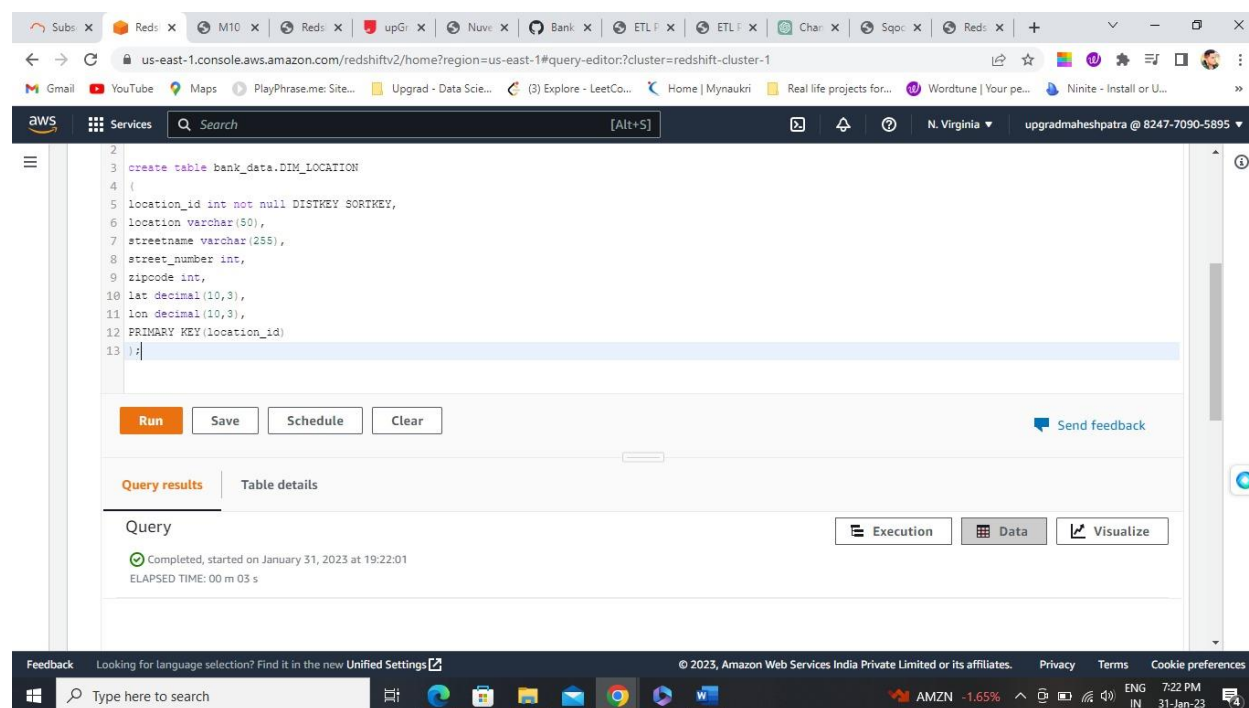 Subs
Reds
M10
Reds
upGr
Nuve
Bank
ETL P
ETL F
Chan
Sqoc
Reds
us-east-1.console.aws.amazon.com/redshiftv2/home?region=us-east-1#query-editor:?cluster=redshift-cluster-1
Gmail YouTube Maps PlayPhrase.me: Site... Upgrad - Data Scie... (3) Explore - LeetCo... Home | Mynaukri Real life projects for... Wordtune | Your pe... Ninite - Install or U... »
aws Services Search [Alt+S] N. Virginia ▼ upgradmaheshpatra @ 8247-7090-5895 ▼
2
3 create table bank_data.DIM_LOCATION
4 (
5 location_id int not null DISTKEY SORTKEY,
6 location varchar(50),
7 streetname varchar(255),
8 street_number int,
9 zipcode int,
10 lat decimal(10,3),
11 lon decimal(10,3),
12 PRIMARY KEY(location_id)
13 );
Run Save Schedule Clear Send feedback
Query results Table details
Query Execution Data Visualize
Completed, started on January 31, 2023 at 19:22:01
ELAPSED TIME: 00 m 03 s
Feedback Looking for language selection? Find it in the new Unified Settings © 2023, Amazon Web Services India Private Limited or its affiliates. Privacy Terms Cookie preferences
Type here to search W AMZN -1.65% ENG 7:22 PM
IN 31-Jan-23 4